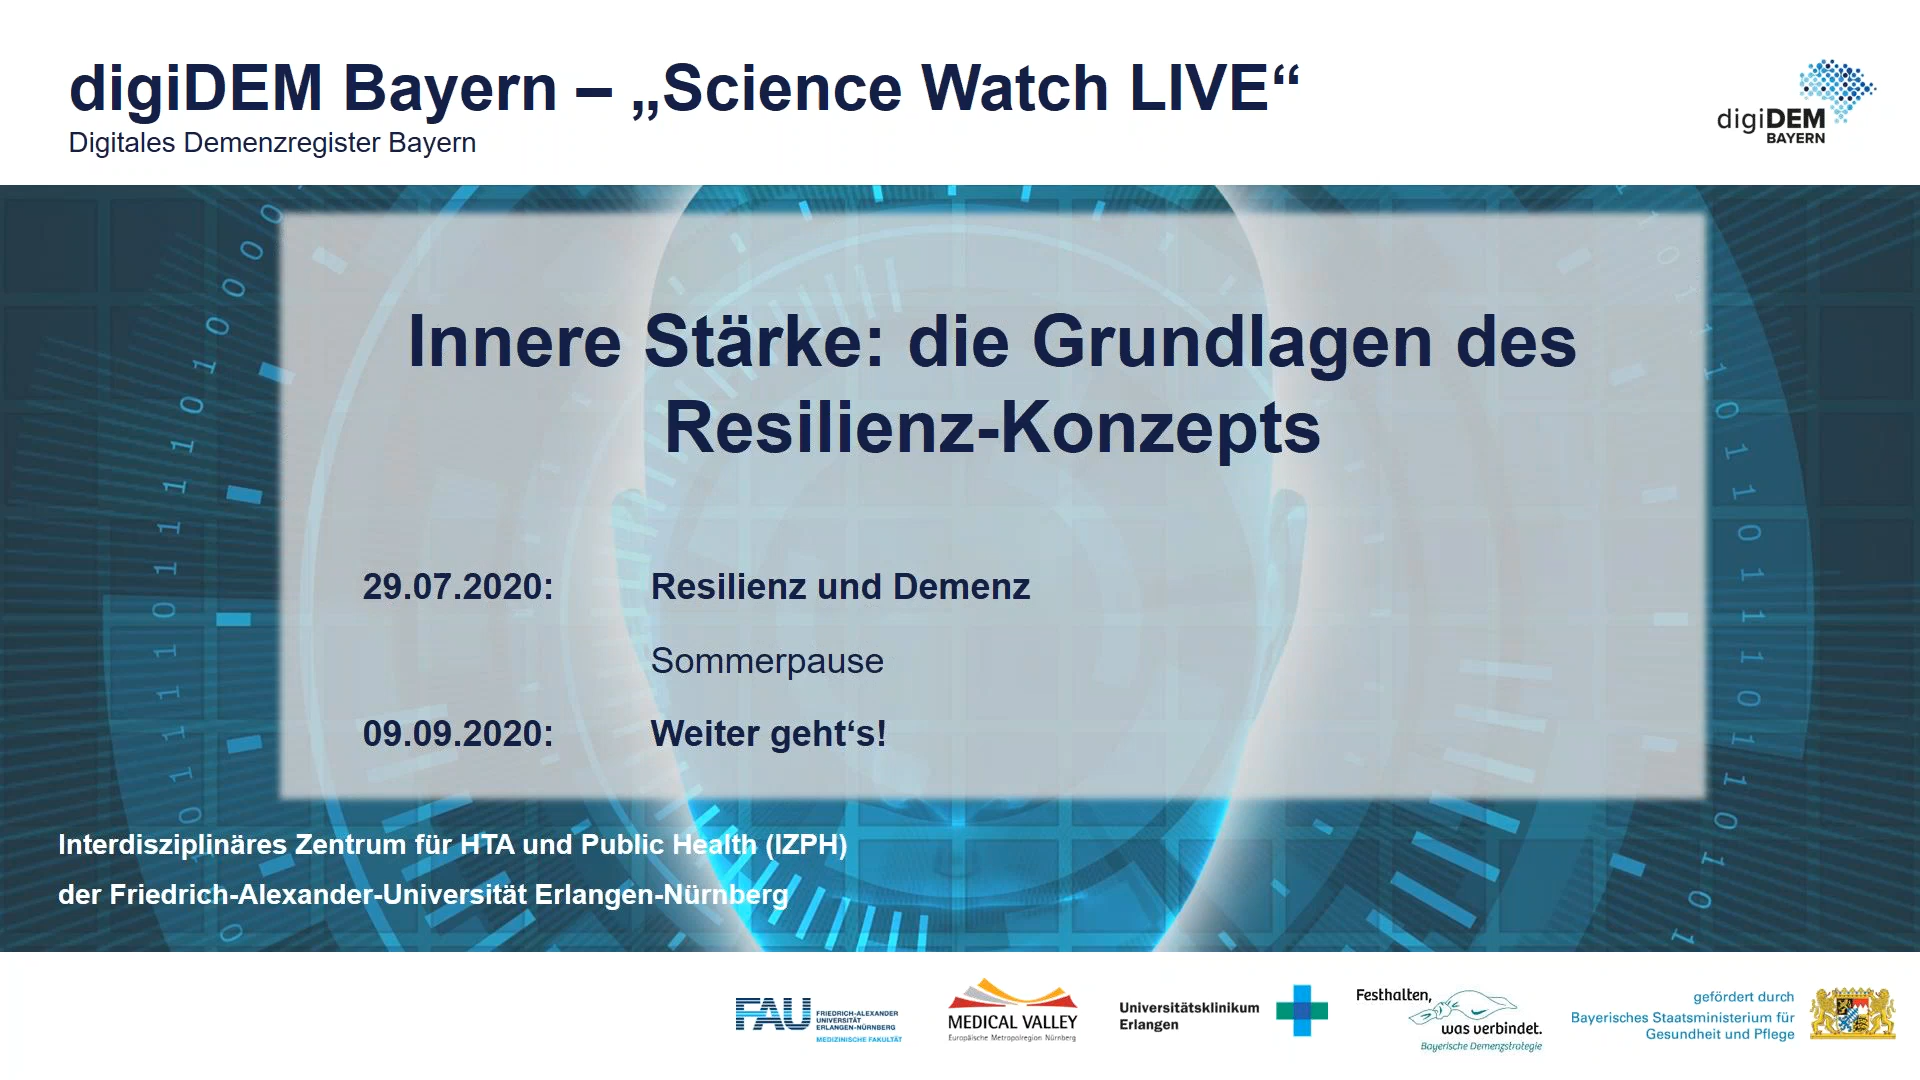 digiDEM Bayern – „Science Watch LIVE“
Digitales Demenzregister Bayern
digiDEM
BAYERN
Innere Stärke: die Grundlagen des
Resilienz-Konzepts
29.07.2020: Resilienz und Demenz
Sommerpause
09.09.2020: Weiter geht‘s!
Interdisziplinäres Zentrum für HTA und Public Health (IZPH)
der Friedrich-Alexander-Universität Erlangen-Nürnberg
FAU
FRIEDRICH-ALEXANDER
UNIVERSITÄT
ERLANGEN-NÜRNBERG
MEDIZINISCHE FAKULTÄT
MEDICAL VALLEY
Europäische Metropolregion Nürnberg
Universitätsklinikum
Erlangen
Festhalten,
was verbindet.
Bayerische Demenzstrategie
gefördert durch
Bayerisches Staatsministerium für
Gesundheit und Pflege